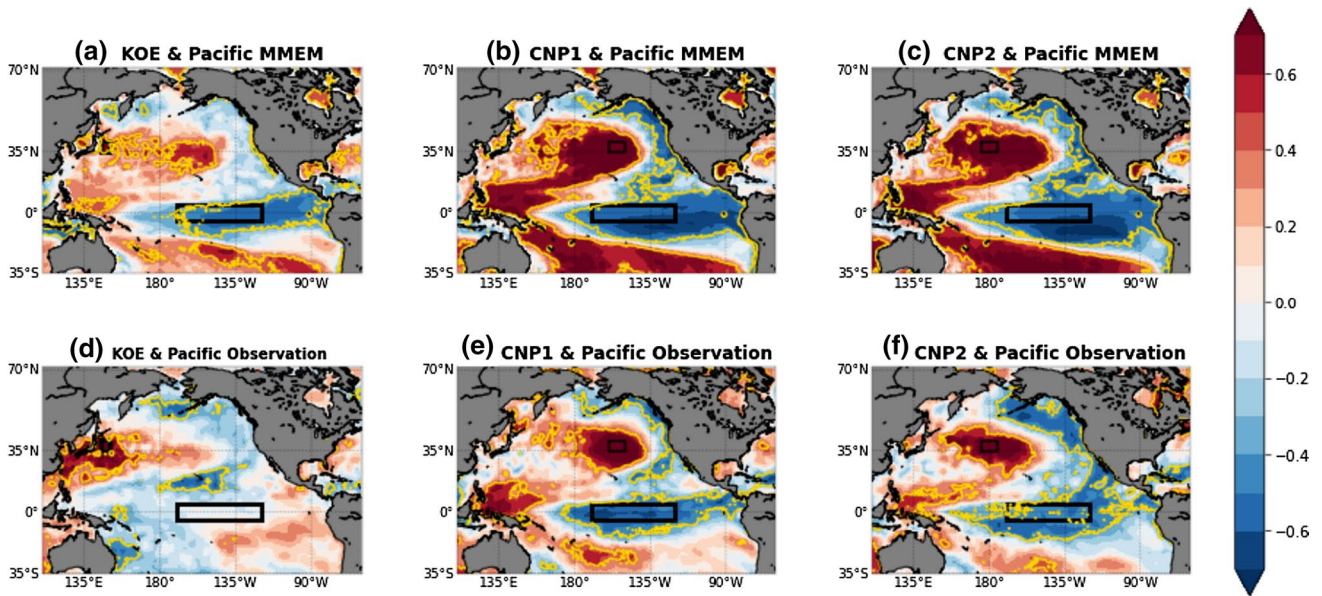 (a) KOE & Pacific MMEM
(b) CNP1 & Pacific MMEM
(c) CNP2 & Pacific MMEM
70°N
35°N
0°
35°S
135°E 180° 135°W 90°W
70°N
35°N
0°
35°S
135°E 180° 135°W 90°W
70°N
35°N
0°
35°S
135°E 180° 135°W 90°W
(d) KOE & Pacific Observation
(e) CNP1 & Pacific Observation
(f) CNP2 & Pacific Observation
70°N
35°N
0°
35°S
135°E 180° 135°W 90°W
70°N
35°N
0°
35°S
135°E 180° 135°W 90°W
70°N
35°N
0°
35°S
135°E 180° 135°W 90°W
0.6
0.4
0.2
0.0
−0.2
−0.4
−0.6